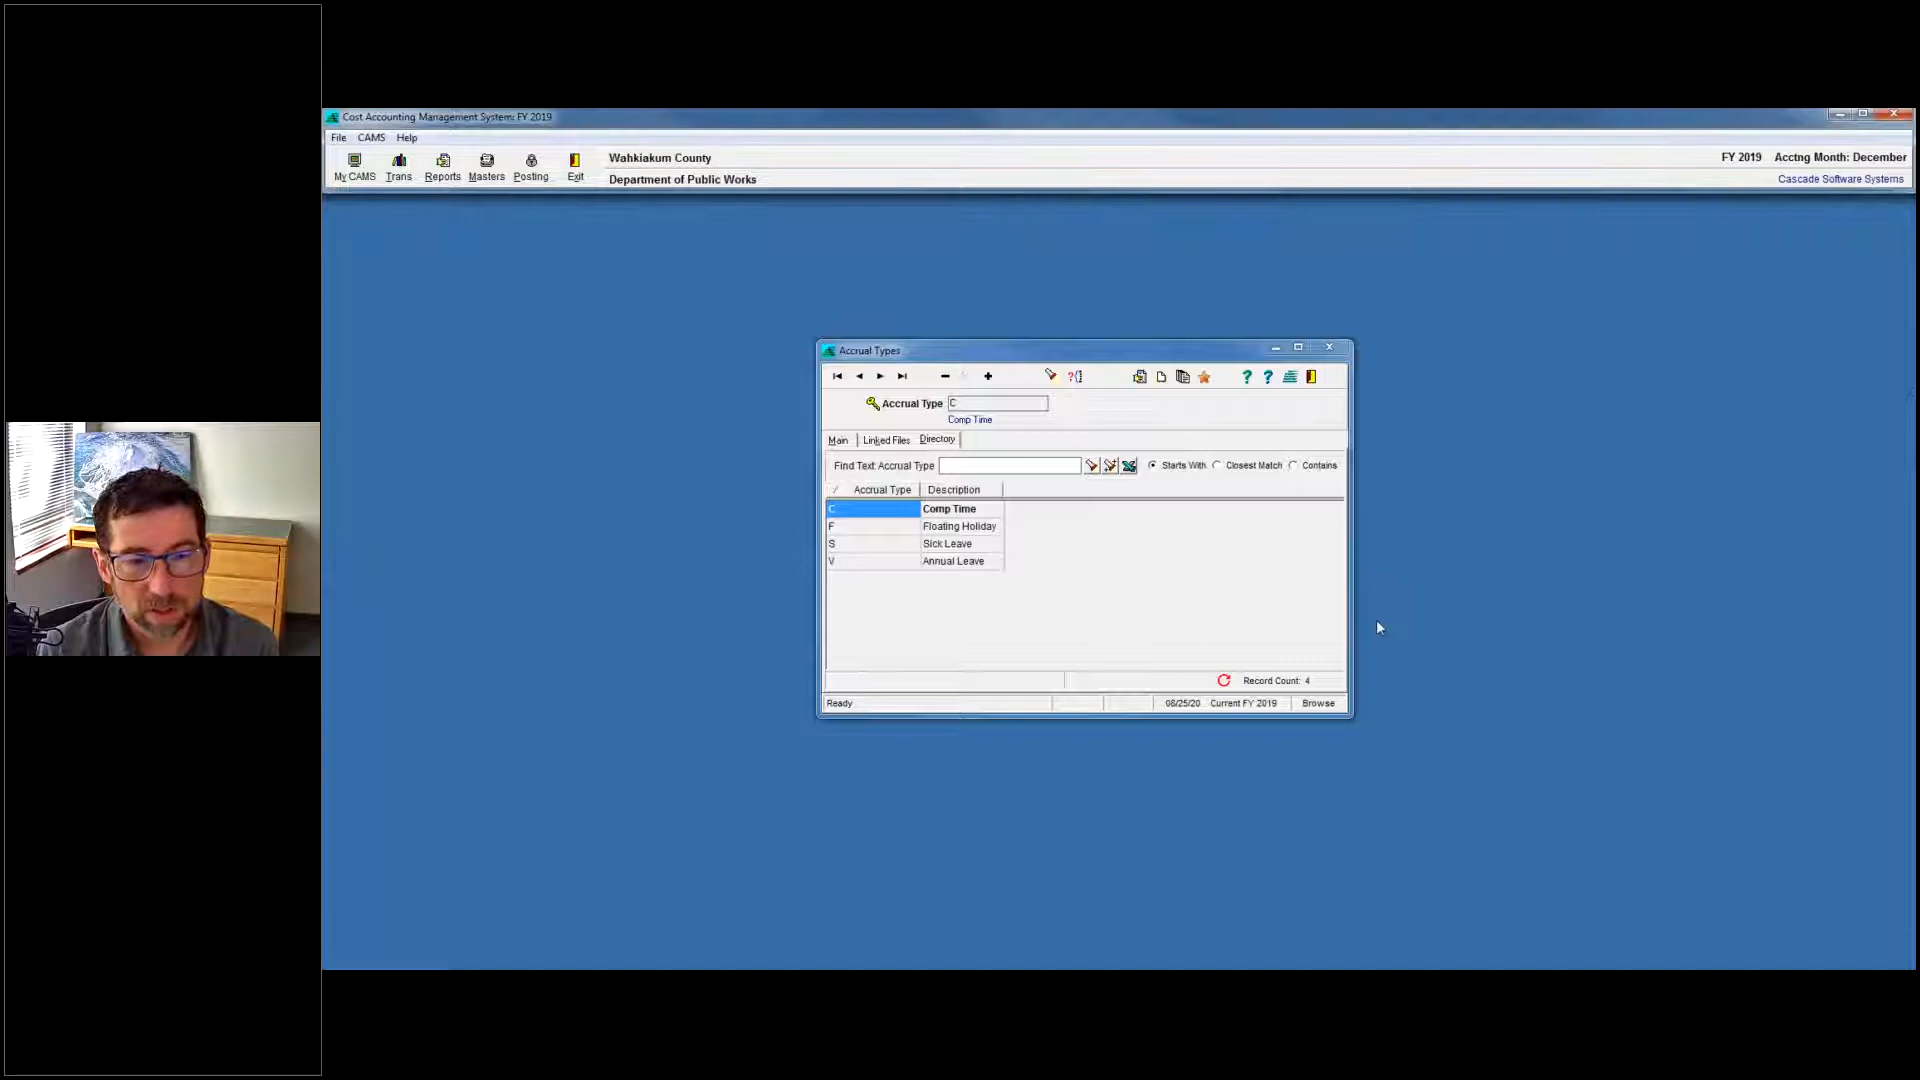 Cost Accounting Management System: FY 2019
File CAMS Help
My CAMS Trans Reports Masters Posting Exit
Wahkiakum County
Department of Public Works
FY 2019 Acctng Month: December
Cascade Software Systems
Accrual Types
Accrual Type C
Comp Time
Main Linked Files Directory
Find Text: Accrual Type Starts With Closest Match Contains
Accrual Type Description
C Comp Time
F Floating Holiday
S Sick Leave
V Annual Leave
Record Count: 4
Ready 08/25/20 Current FY 2019 Browse